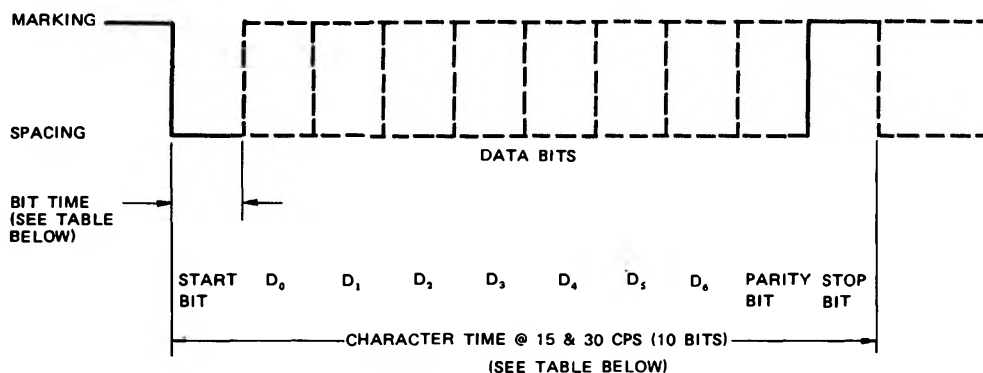 MARKING
SPACING
DATA BITS
BIT TIME
(SEE TABLE
BELOW)
START
BIT
D₀
D₁
D₂
D₃
D₄
D₅
D₆
PARITY
BIT
STOP
BIT
CHARACTER TIME @ 15 & 30 CPS (10 BITS)
(SEE TABLE BELOW)